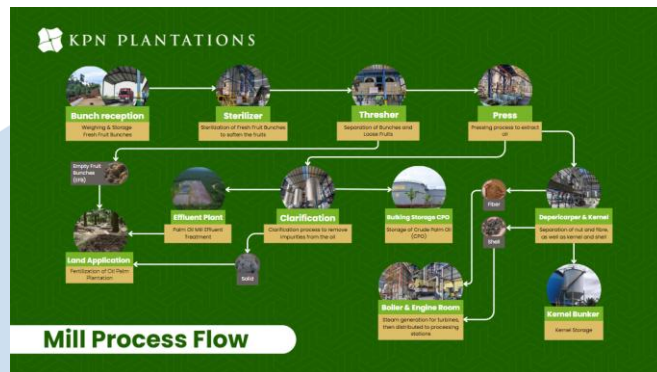 KPN PLANTATIONS
Bunch reception
Weighing & Storage
Fresh Fruit Bunches
Sterilizer
Sterilization of Fresh Fruit Bunches
to soften the fruits
Thresher
Separation of Bunches and
Loose Fruits
Press
Pressing process to extract
oil
Empty Fruit
Bunches
(EFB)
Effluent Plant
Palm Oil Mill Effluent
Treatment
Clarification
Clarification process to remove
impurities from the oil
Bulking Storage CPO
Storage of Crude Palm Oil
(CPO)
Fiber
Depericarper & Kernel
Separation of nut and fibre,
as well as kernel and shell
Shell
Land Application
Fertilization of Oil Palm
Plantation
Solid
Boiler & Engine Room
Steam generation for turbines,
then distributed to processing
stations
Kernel Bunker
Kernel Storage
Mill Process Flow